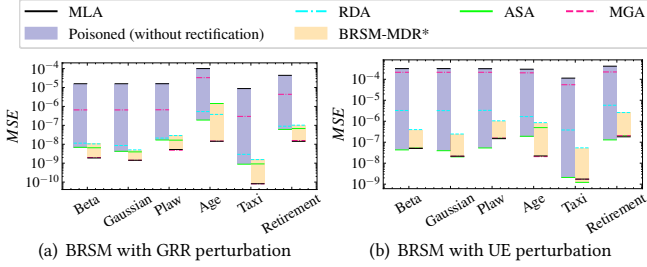 MLA RDA ASA MGA
Poisoned (without rectification) BRSM-MDR*
MSE
10⁻⁴
10⁻⁵
10⁻⁶
10⁻⁷
10⁻⁸
10⁻⁹
10⁻¹⁰
Beta Gaussian Plaw Age Taxi Retirement
(a) BRSM with GRR perturbation
MSE
10⁻⁴
10⁻⁵
10⁻⁶
10⁻⁷
10⁻⁸
10⁻⁹
Beta Gaussian Plaw Age Taxi Retirement
(b) BRSM with UE perturbation